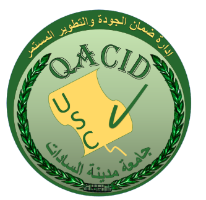 ادارة ضمان الجودة والتطوير المستمر
QACID
USC
جامعة مدينة السادات